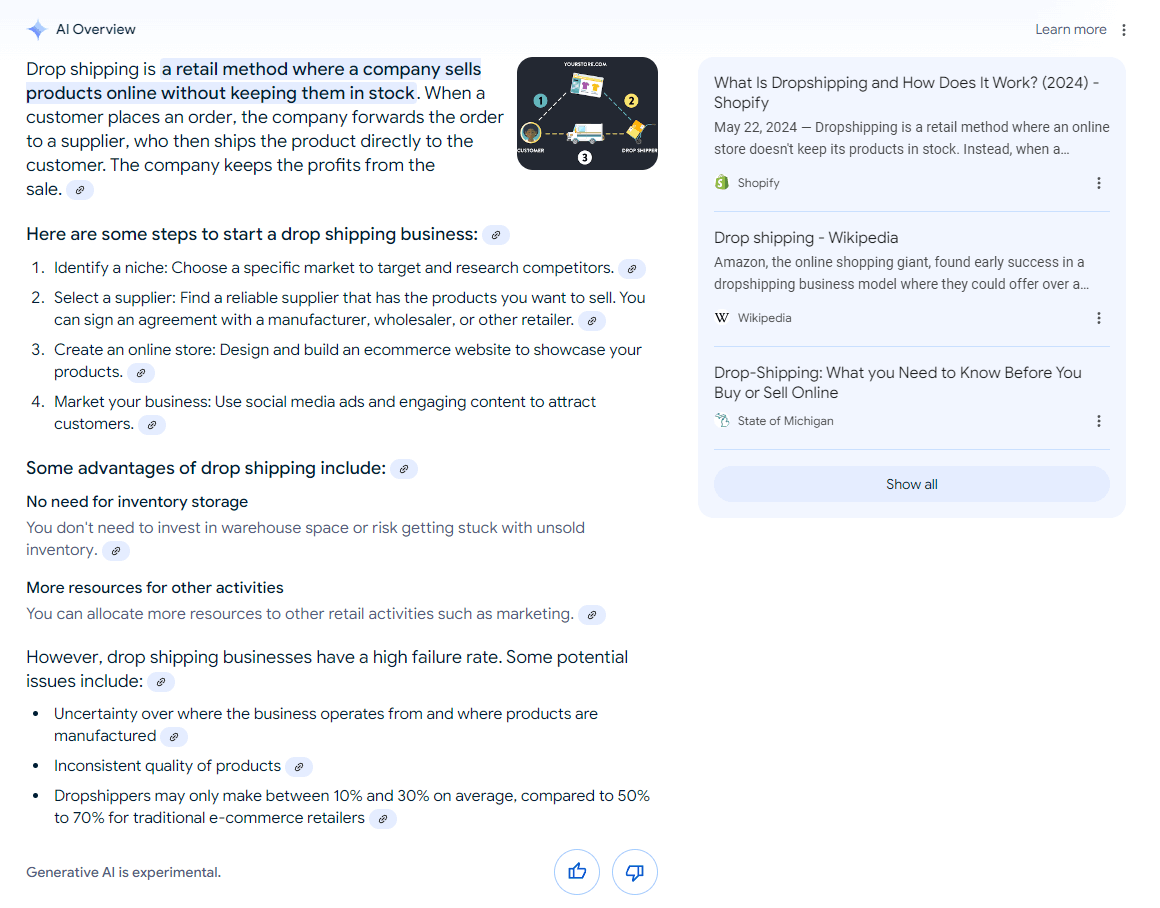 AI Overview
Learn more
Drop shipping is a retail method where a company sells
products online without keeping them in stock. When a
customer places an order, the company forwards the order
to a supplier, who then ships the product directly to the
customer. The company keeps the profits from the
sale.
YOURSTORE.COM
1
2
CUSTOMER
DROP SHIPPER
3
Here are some steps to start a drop shipping business:
1. Identify a niche: Choose a specific market to target and research competitors.
2. Select a supplier: Find a reliable supplier that has the products you want to sell. You
can sign an agreement with a manufacturer, wholesaler, or other retailer.
3. Create an online store: Design and build an ecommerce website to showcase your
products.
4. Market your business: Use social media ads and engaging content to attract
customers.
Some advantages of drop shipping include:
No need for inventory storage
You don't need to invest in warehouse space or risk getting stuck with unsold
inventory.
More resources for other activities
You can allocate more resources to other retail activities such as marketing.
However, drop shipping businesses have a high failure rate. Some potential
issues include:
• Uncertainty over where the business operates from and where products are
manufactured
• Inconsistent quality of products
• Dropshippers may only make between 10% and 30% on average, compared to 50%
to 70% for traditional e-commerce retailers
Generative AI is experimental.
What Is Dropshipping and How Does It Work? (2024) -
Shopify
May 22, 2024 — Dropshipping is a retail method where an online
store doesn't keep its products in stock. Instead, when a...
Shopify
Drop shipping - Wikipedia
Amazon, the online shopping giant, found early success in a
dropshipping business model where they could offer over a...
W Wikipedia
Drop-Shipping: What you Need to Know Before You
Buy or Sell Online
State of Michigan
Show all